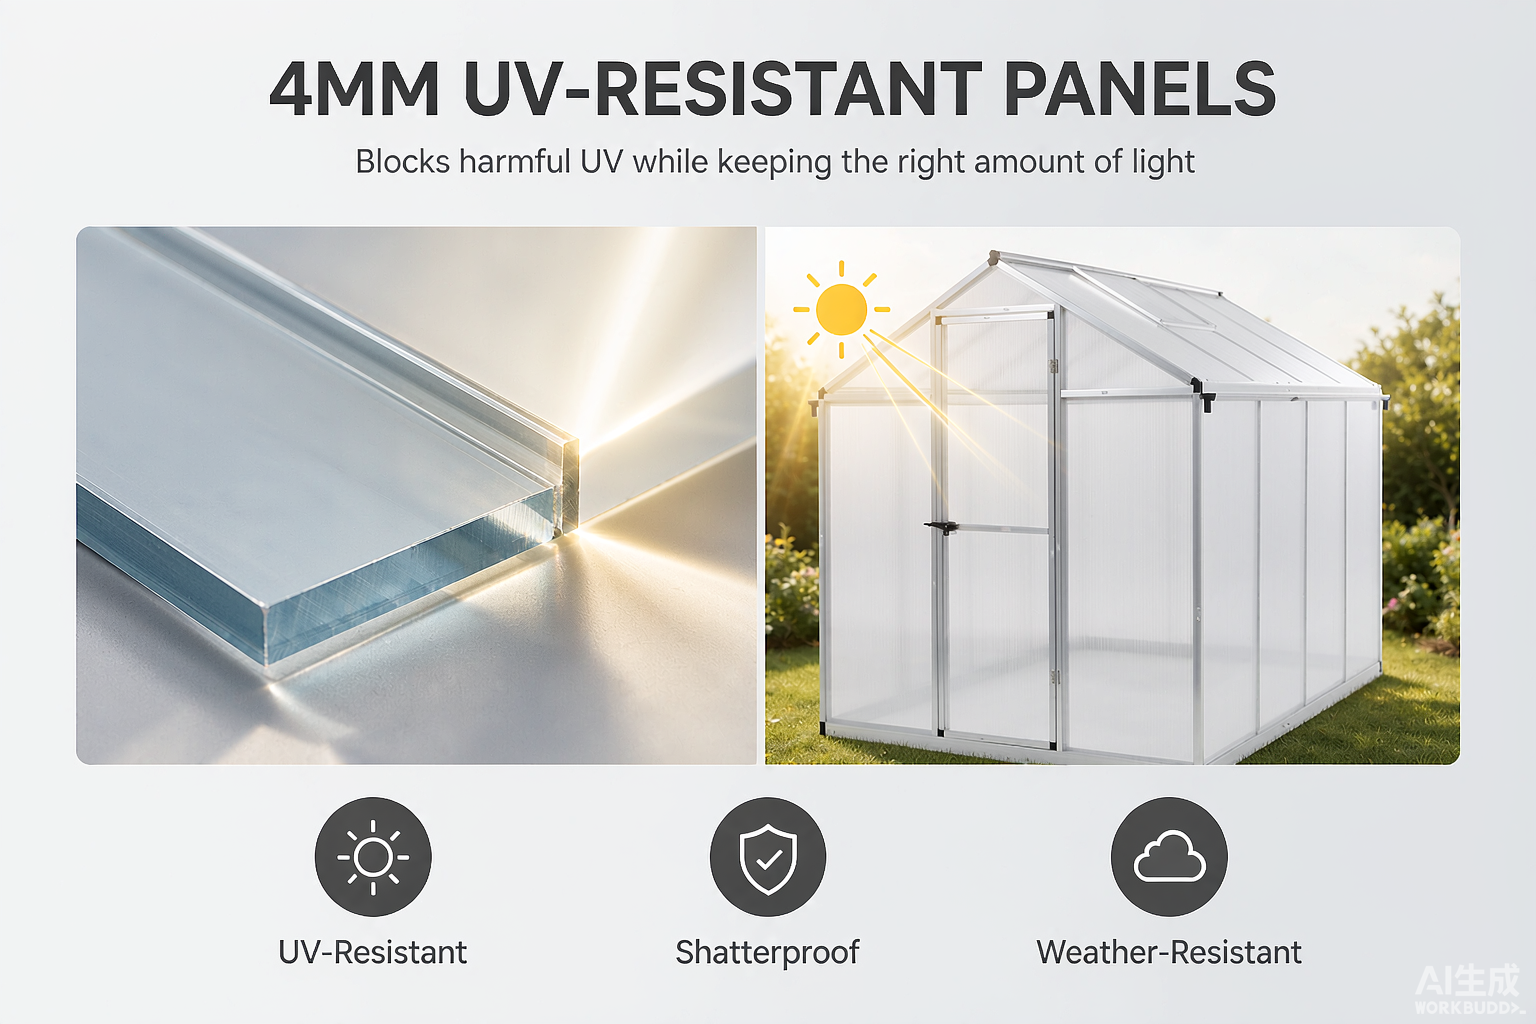 4MM UV-RESISTANT PANELS
Blocks harmful UV while keeping the right amount of light
UV-Resistant
Shatterproof
Weather-Resistant
AI生成
WORKBUDD>_